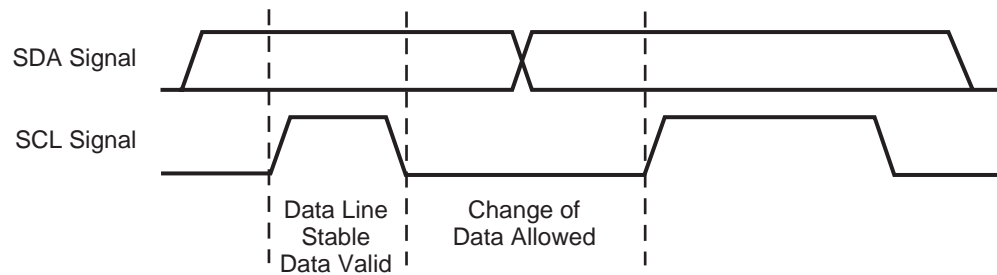 SDA Signal
SCL Signal
Data Line
Stable
Data Valid
Change of
Data Allowed